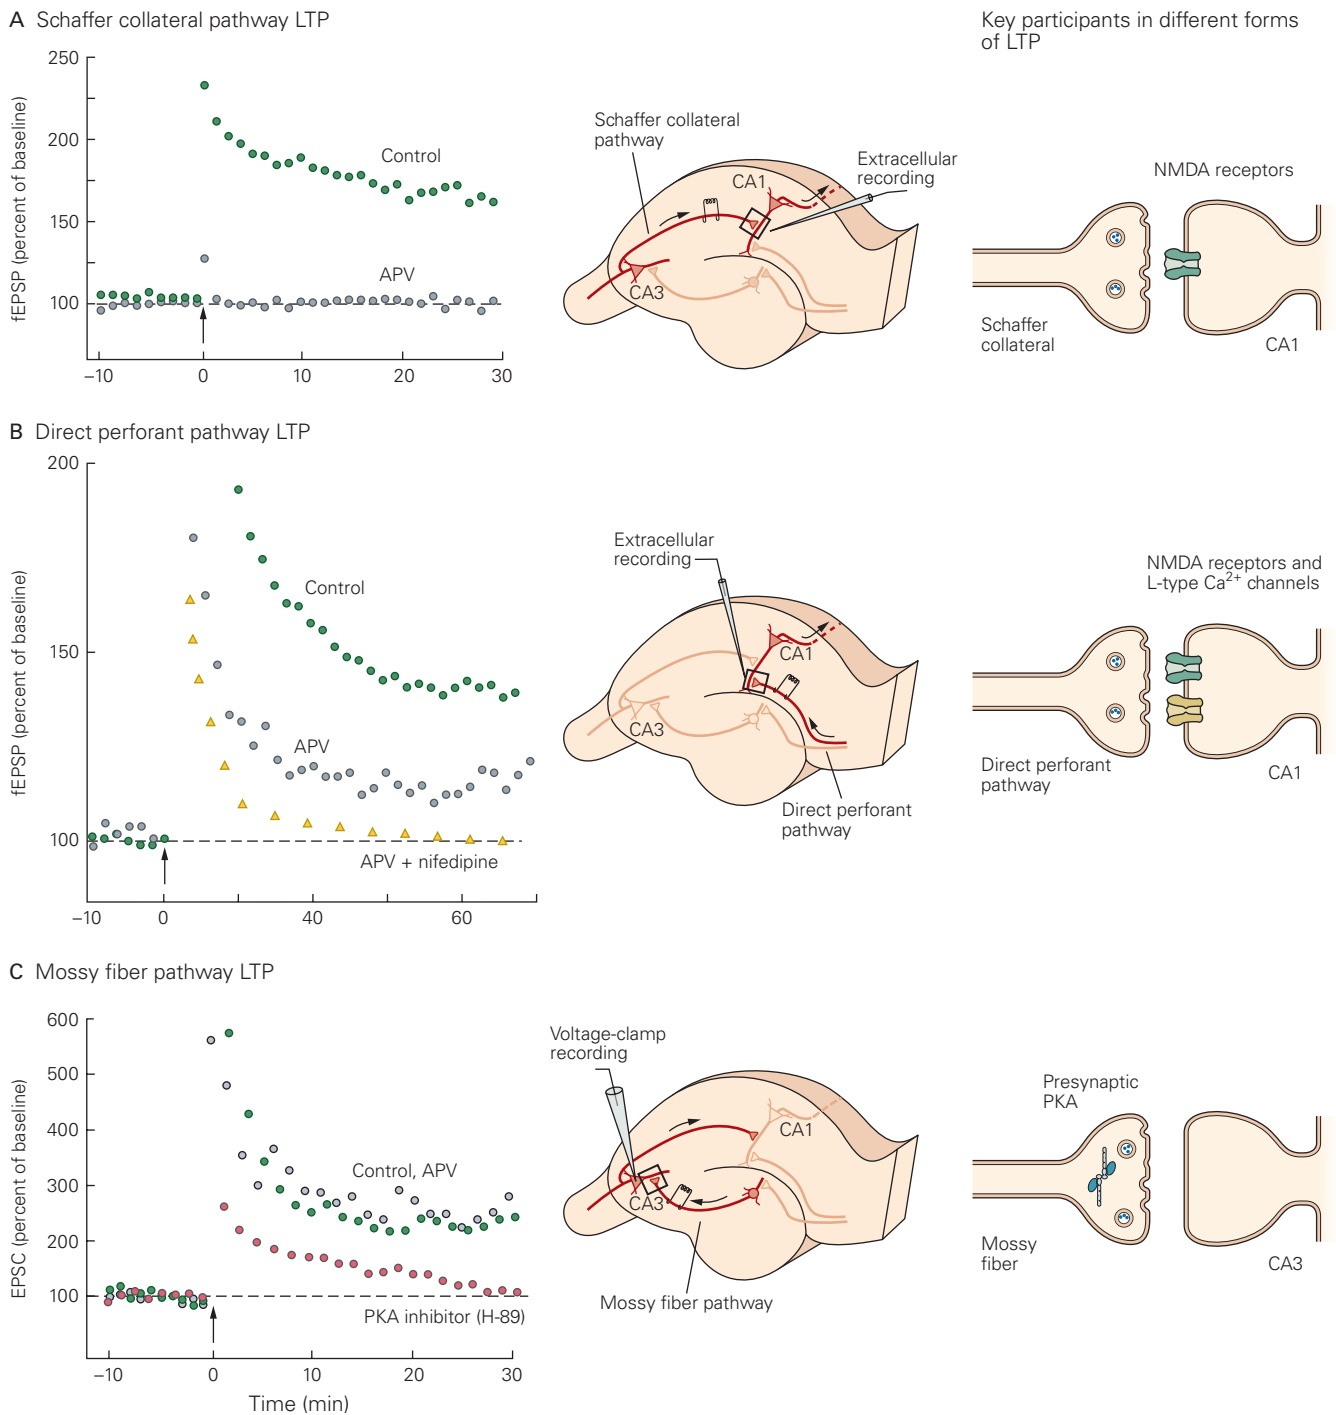 A Schaffer collateral pathway LTP
Key participants in different forms
of LTP
fEPSP (percent of baseline)
250
200
150
100
–10
0
10
20
30
Control
APV
Schaffer collateral
pathway
Extracellular
recording
CA1
CA3
NMDA receptors
Schaffer
collateral
CA1
B Direct perforant pathway LTP
fEPSP (percent of baseline)
200
150
100
–10
0
40
60
Control
APV
APV + nifedipine
Extracellular
recording
CA1
CA3
Direct perforant
pathway
NMDA receptors and
L-type Ca2+ channels
Direct perforant
pathway
CA1
C Mossy fiber pathway LTP
EPSC (percent of baseline)
600
500
400
300
200
100
–10
0
10
20
30
Time (min)
Control, APV
PKA inhibitor (H-89)
Voltage-clamp
recording
CA1
CA3
Mossy fiber pathway
Presynaptic
PKA
Mossy
fiber
CA3